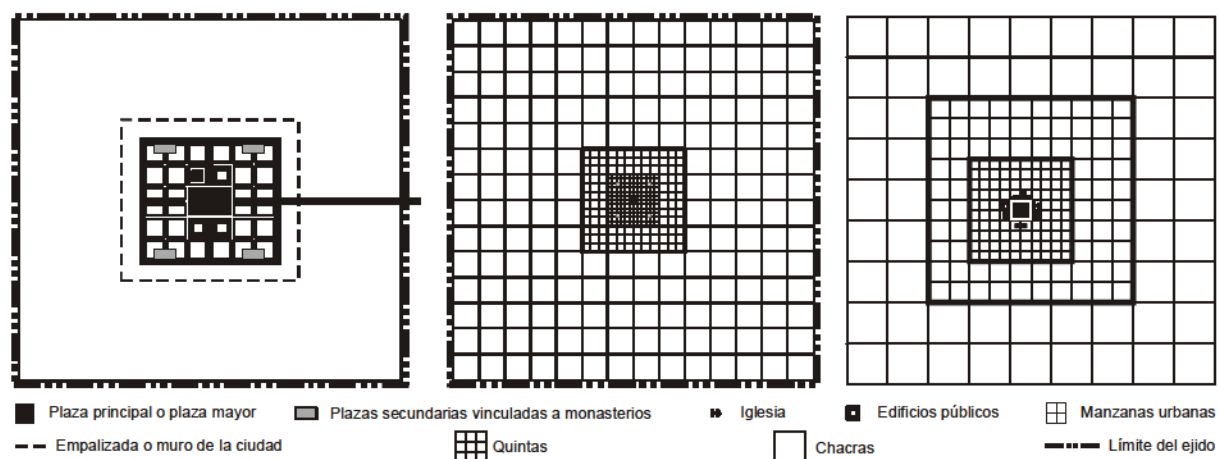 Plaza principal o plaza mayor Plazas secundarias vinculadas a monasterios Iglesia Edificios públicos Manzanas urbanas
Empalizada o muro de la ciudad Quintas Chacras Límite del ejido